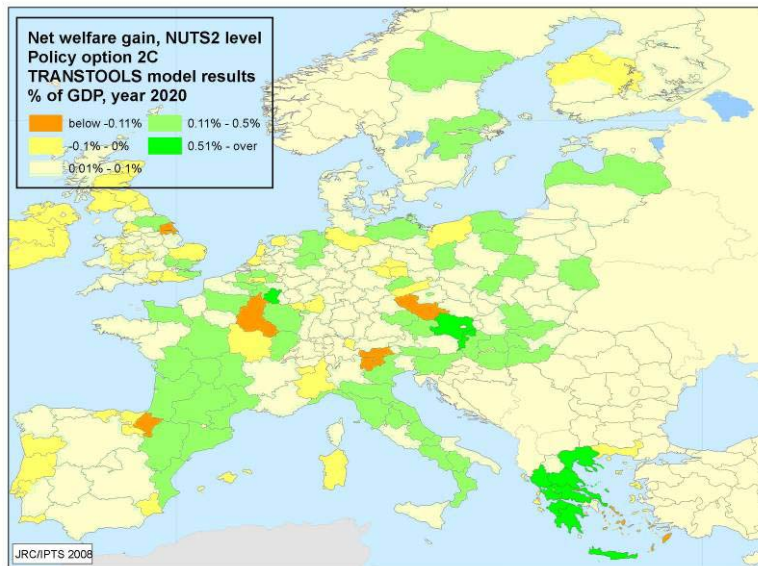 Net welfare gain, NUTS2 level
Policy option 2C
TRANSTOOLS model results
% of GDP, year 2020
below -0.11%
0.11% - 0.5%
-0.1% - 0%
0.51% - over
0.01% - 0.1%
JRC/IPTS 2008